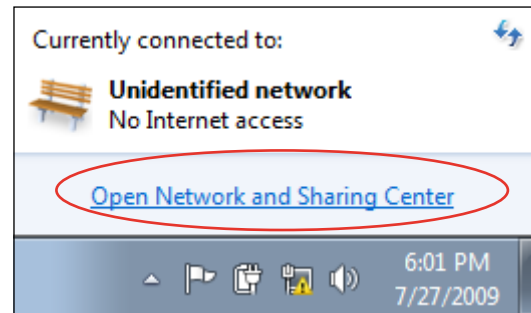 Currently connected to:
Unidentified network
No Internet access
Open Network and Sharing Center
6:01 PM
7/27/2009